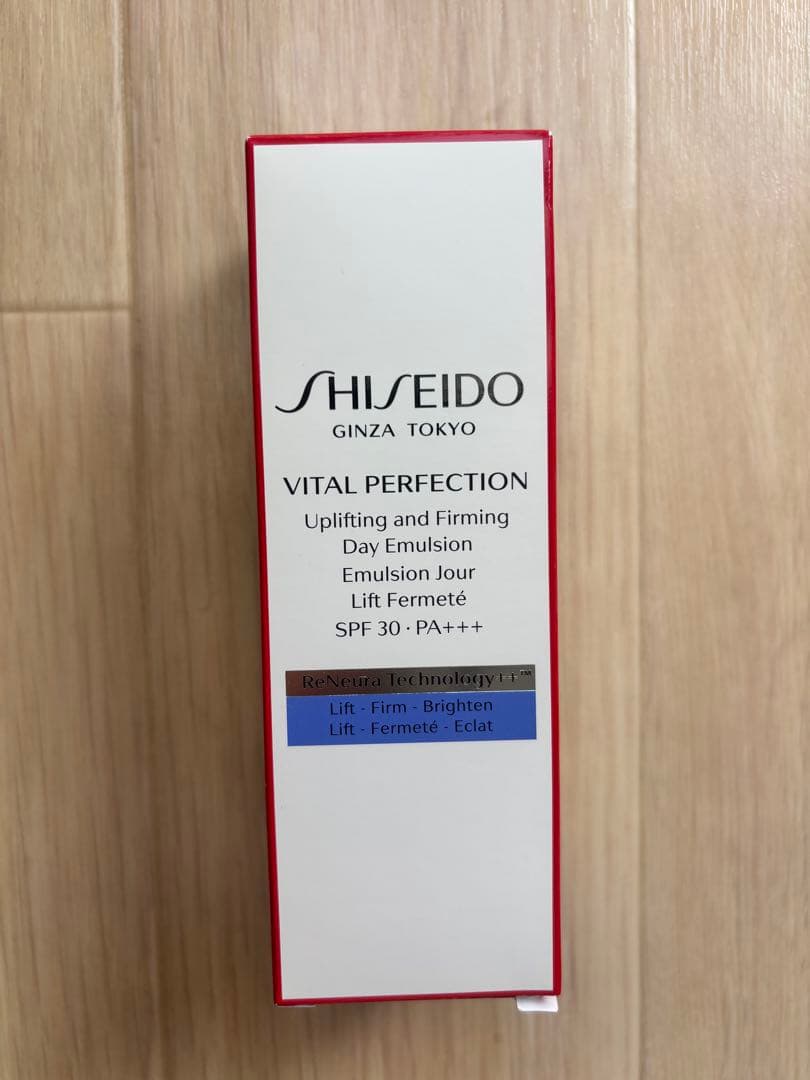 SHISEIDO
GINZA TOKYO
VITAL PERFECTION
Uplifting and Firming
Day Emulsion
Emulsion Jour
Lift Fermeté
SPF 30 · PA+++
ReNeura Technology++™
Lift - Firm - Brighten
Lift - Fermeté - Eclat